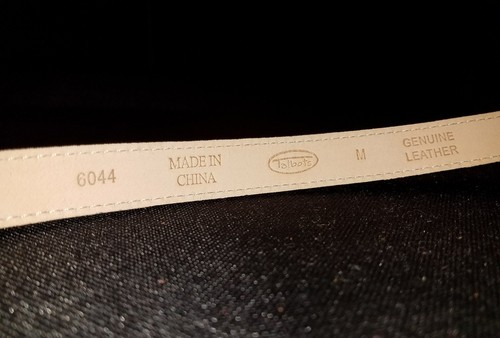 6044
MADE IN
CHINA
Talbots
M
GENUINE
LEATHER